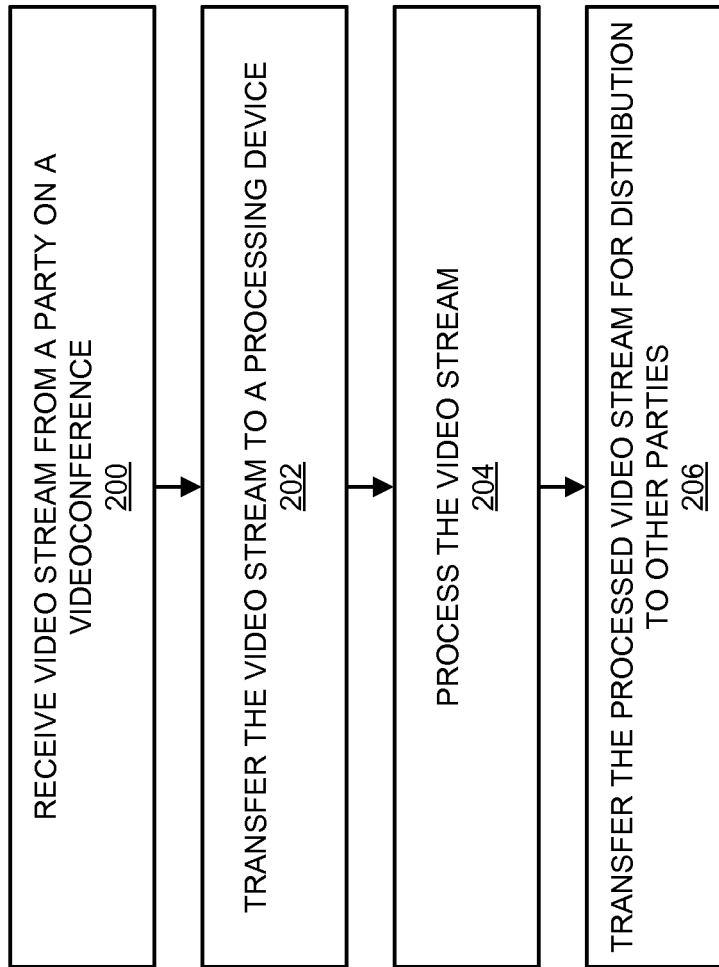 RECEIVE VIDEO STREAM FROM A PARTY ON A
VIDEOCONFERENCE
200
TRANSFER THE VIDEO STREAM TO A PROCESSING DEVICE
202
PROCESS THE VIDEO STREAM
204
TRANSFER THE PROCESSED VIDEO STREAM FOR DISTRIBUTION
TO OTHER PARTIES
206